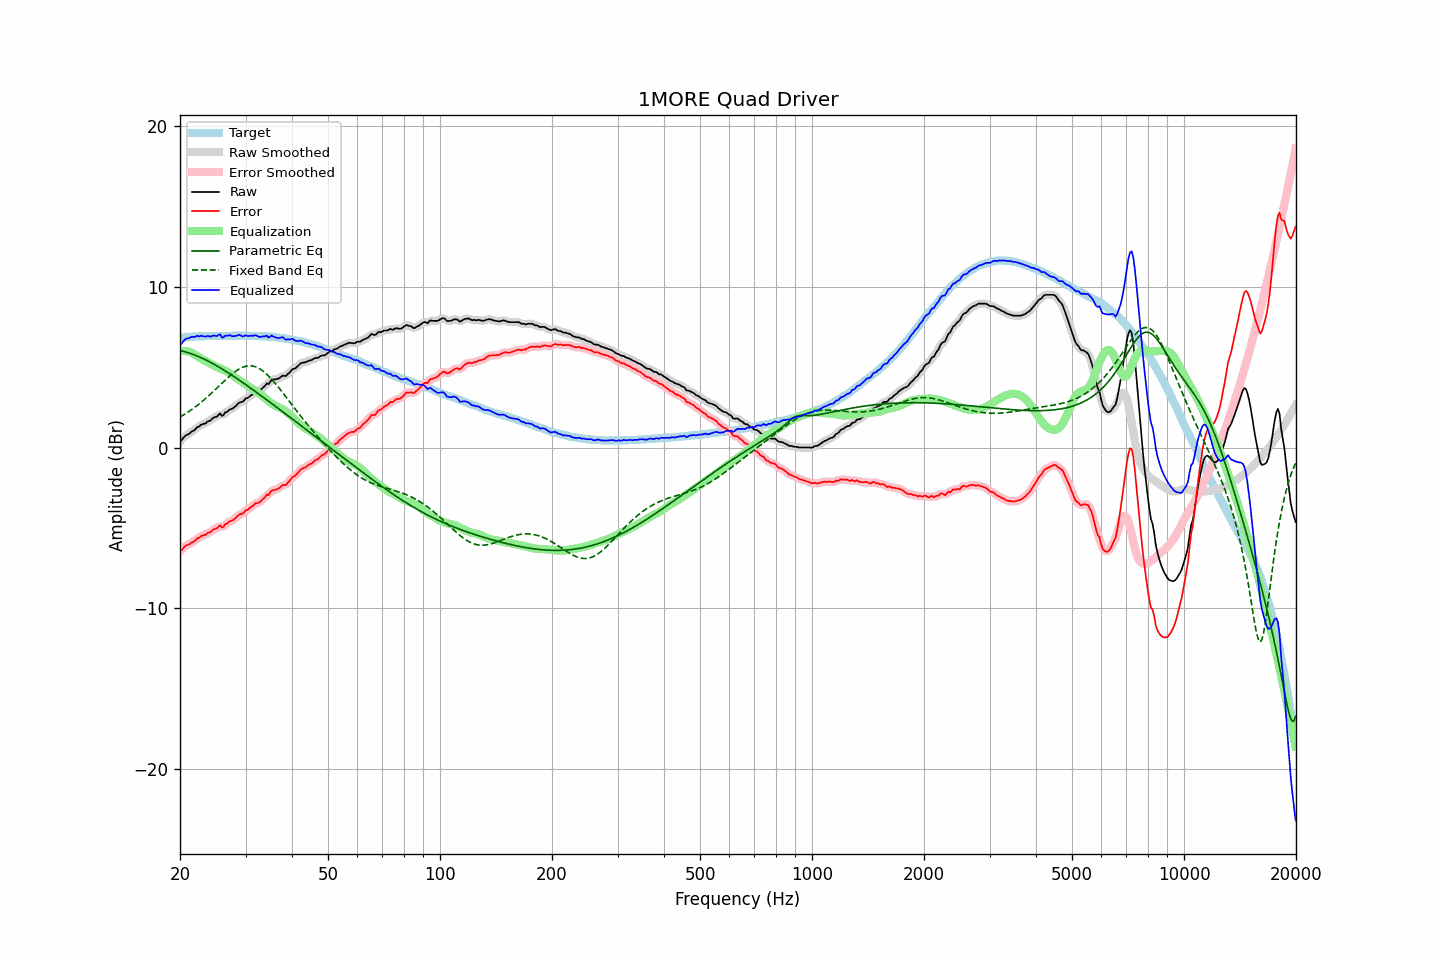 1MORE Quad Driver
20
10
0
−10
−20
Amplitude (dBr)
Target
Raw Smoothed
Error Smoothed
Raw
Error
Equalization
Parametric Eq
Fixed Band Eq
Equalized
20 50 100 200 500 1000 2000 5000 10000 20000
Frequency (Hz)